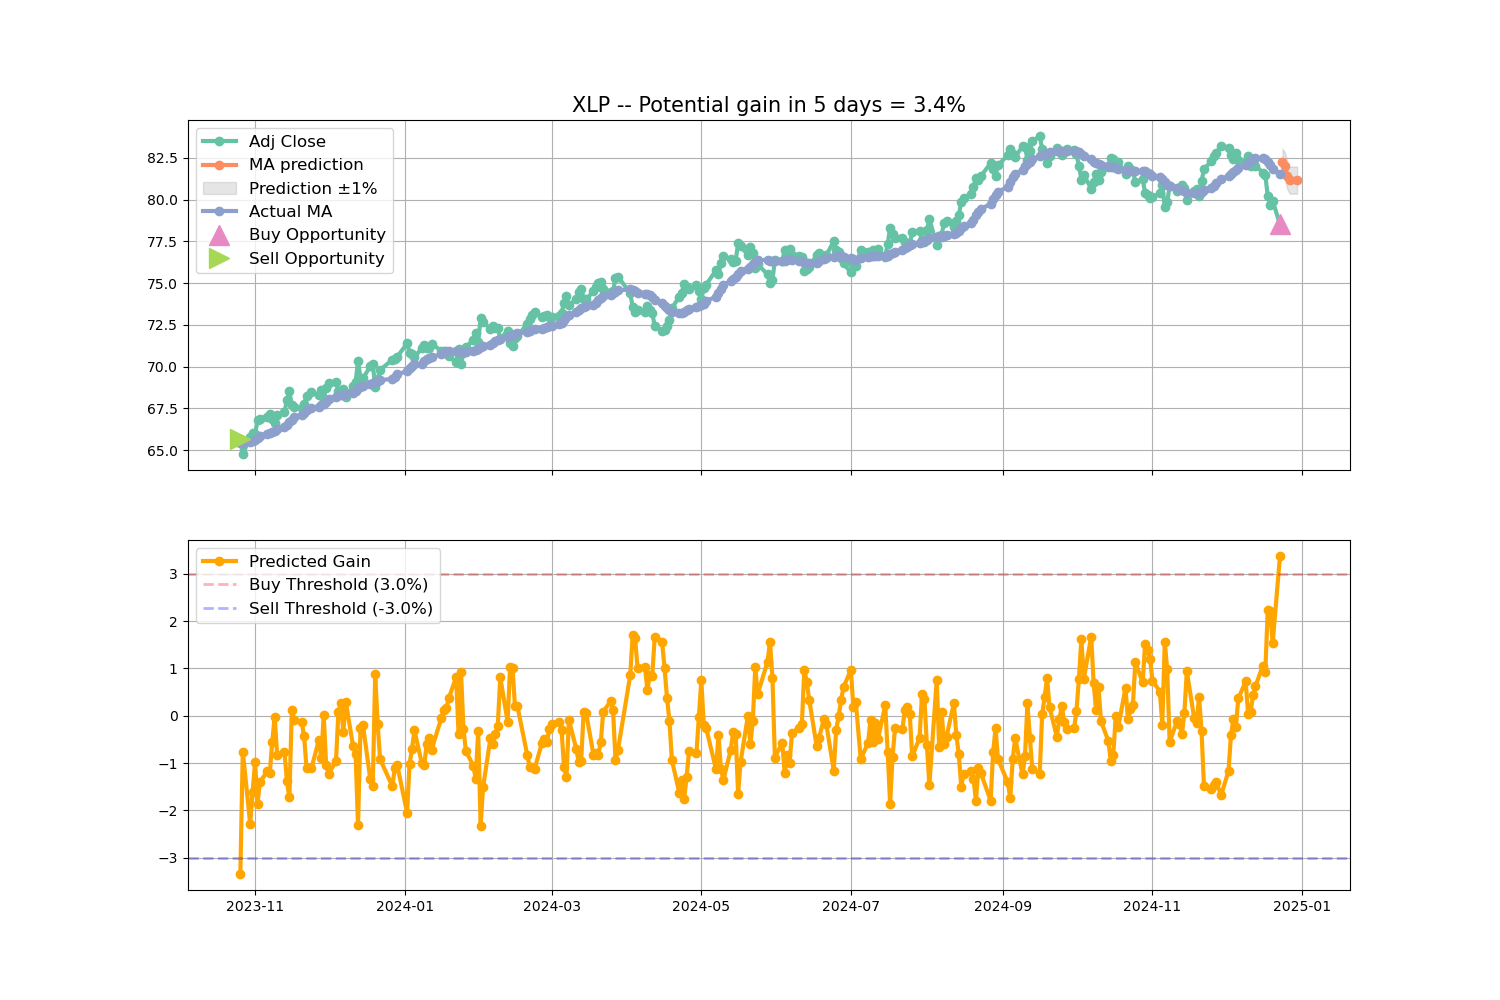 XLP -- Potential gain in 5 days = 3.4%
Adj Close
MA prediction
Prediction ±1%
Actual MA
Buy Opportunity
Sell Opportunity
82.5
80.0
77.5
75.0
72.5
70.0
67.5
65.0
Predicted Gain
Buy Threshold (3.0%)
Sell Threshold (-3.0%)
3
2
1
0
−1
−2
−3
2023-11
2024-01
2024-03
2024-05
2024-07
2024-09
2024-11
2025-01